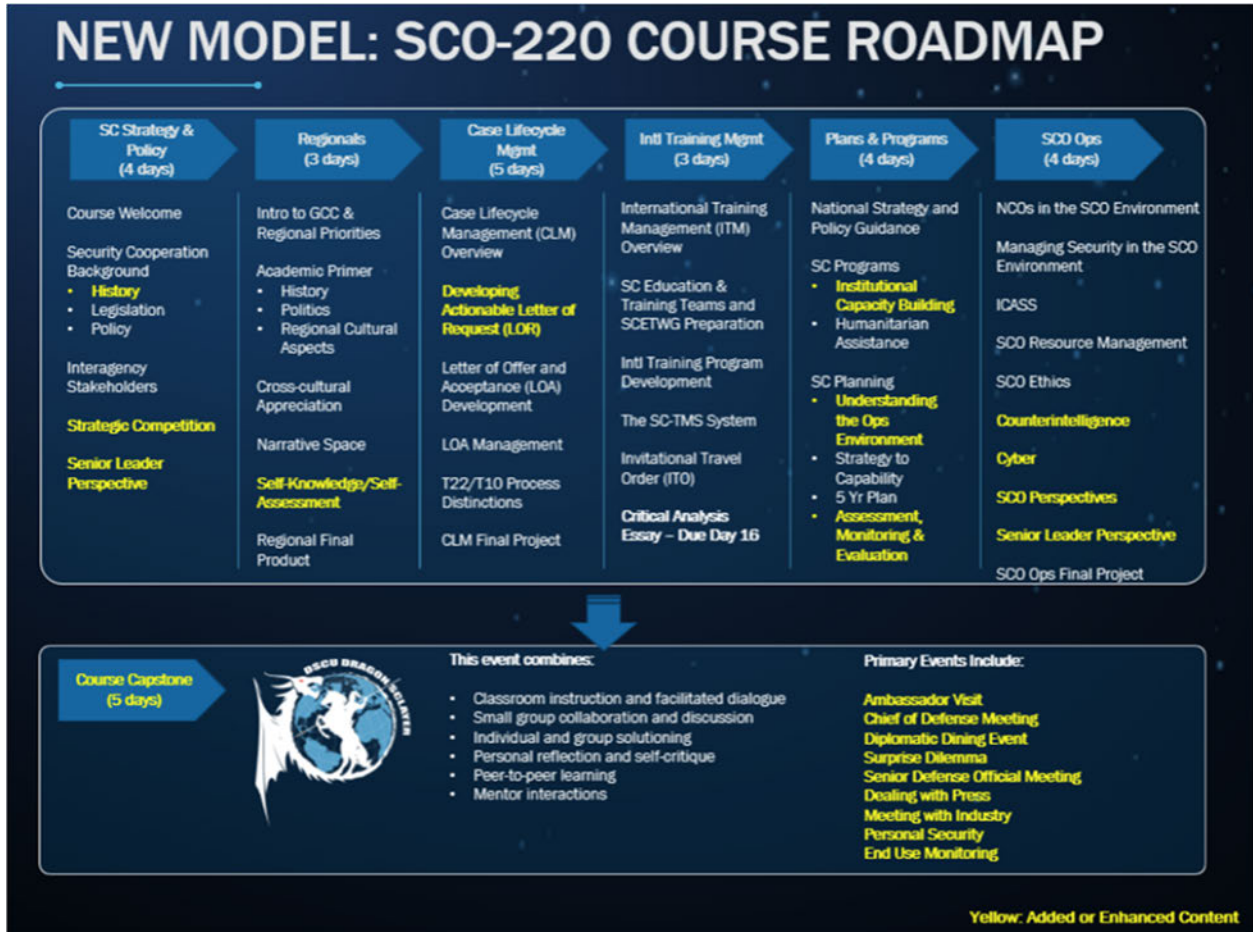 NEW MODEL: SCO-220 COURSE ROADMAP
SC Strategy &
Policy
(4 days)
Course Welcome
Security Cooperation
Background
• History
• Legislation
• Policy
Interagency
Stakeholders
Strategic Competition
Senior Leader
Perspective
Regionals
(3 days)
Intro to GCC &
Regional Priorities
Academic Primer
• History
• Politics
• Regional Cultural
Aspects
Cross-cultural
Appreciation
Narrative Space
Self-Knowledge/Self-
Assessment
Regional Final
Product
Case Lifecycle
Mgmt
(5 days)
Case Lifecycle
Management (CLM)
Overview
Developing
Actionable Letter of
Request (LOR)
Letter of Offer and
Acceptance (LOA)
Development
LOA Management
T22/T10 Process
Distinctions
CLM Final Project
Intl Training Mgmt
(3 days)
International Training
Management (ITM)
Overview
SC Education &
Training Teams and
SCETWG Preparation
Intl Training Program
Development
The SC-TMS System
Invitational Travel
Order (ITO)
Critical Analysis
Essay – Due Day 16
Plans & Programs
(4 days)
National Strategy and
Policy Guidance
SC Programs
• Institutional
Capacity Building
• Humanitarian
Assistance
SC Planning
• Understanding
the Ops
Environment
• Strategy to
Capability
• 5 Yr Plan
• Assessment,
Monitoring &
Evaluation
SCO Ops
(4 days)
NCOs in the SCO Environment
Managing Security in the SCO
Environment
ICASS
SCO Resource Management
SCO Ethics
Counterintelligence
Cyber
SCO Perspectives
Senior Leader Perspective
SCO Ops Final Project
Course Capstone
(5 days)
DSCU DRAGON SCLAYER
This event combines:
• Classroom instruction and facilitated dialogue
• Small group collaboration and discussion
• Individual and group solutioning
• Personal reflection and self-critique
• Peer-to-peer learning
• Mentor interactions
Primary Events Include:
Ambassador Visit
Chief of Defense Meeting
Diplomatic Dining Event
Surprise Dilemma
Senior Defense Official Meeting
Dealing with Press
Meeting with Industry
Personal Security
End Use Monitoring
Yellow: Added or Enhanced Content